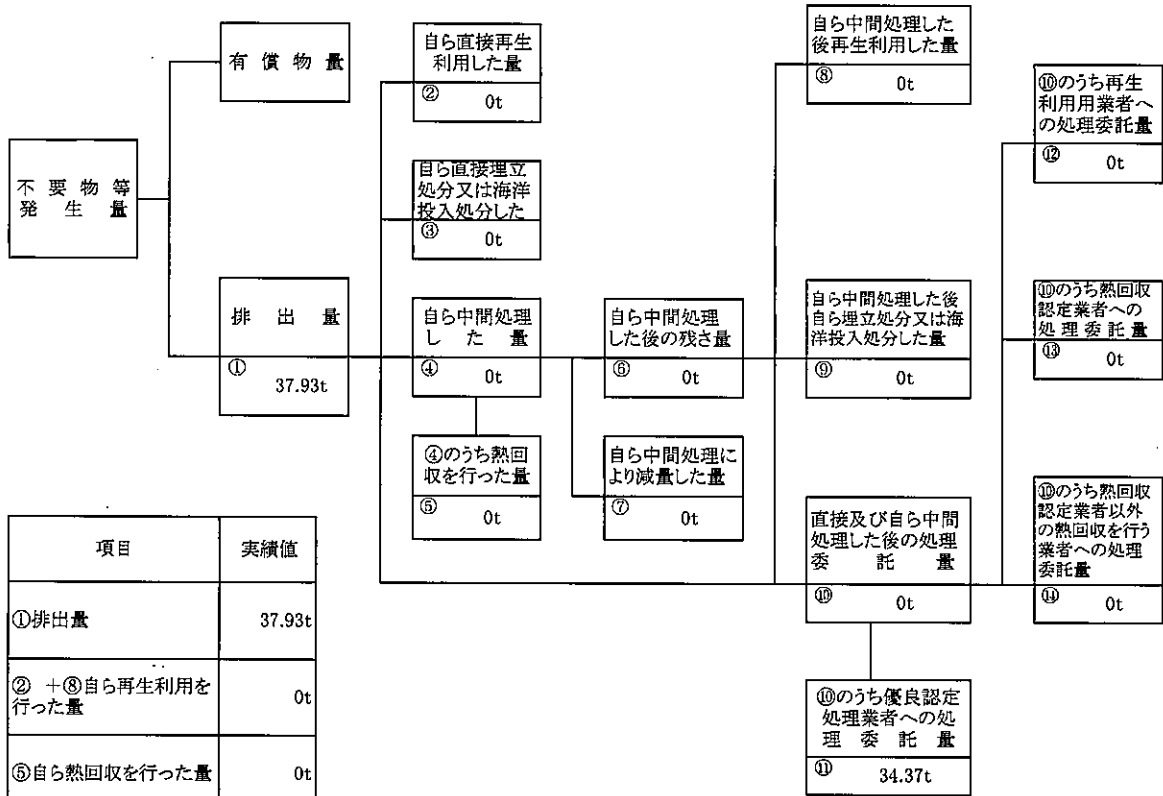 有償物量
不要物等
発生量
排出量
①
37.93t
自ら直接再生
利用した量
②
0t
自ら直接埋立
処分又は海洋
投入処分した
③
0t
自ら中間処理
した量
④
0t
④のうち熱回
収を行った量
⑤
0t
自ら中間処理
した後の残さ量
⑥
0t
自ら中間処理に
より減量した量
⑦
0t
自ら中間処理した
後再生利用した量
⑧
0t
自ら中間処理した後
自ら埋立処分又は海
洋投入処分した量
⑨
0t
直接及び自ら中間
処理した後の処理
委託量
⑩
0t
⑩のうち優良認定
処理業者への処
理委託量
⑪
34.37t
⑩のうち再生
利用用業者へ
の処理委託量
⑫
0t
⑩のうち熱回収
認定業者への
処理委託量
⑬
0t
⑩のうち熱回収
認定業者以外
の熱回収を行う
業者への処理
委託量
⑭
0t
項目 実績値
①排出量 37.93t
② +⑧自ら再生利用を
行った量 0t
⑤自ら熱回収を行った量 0t